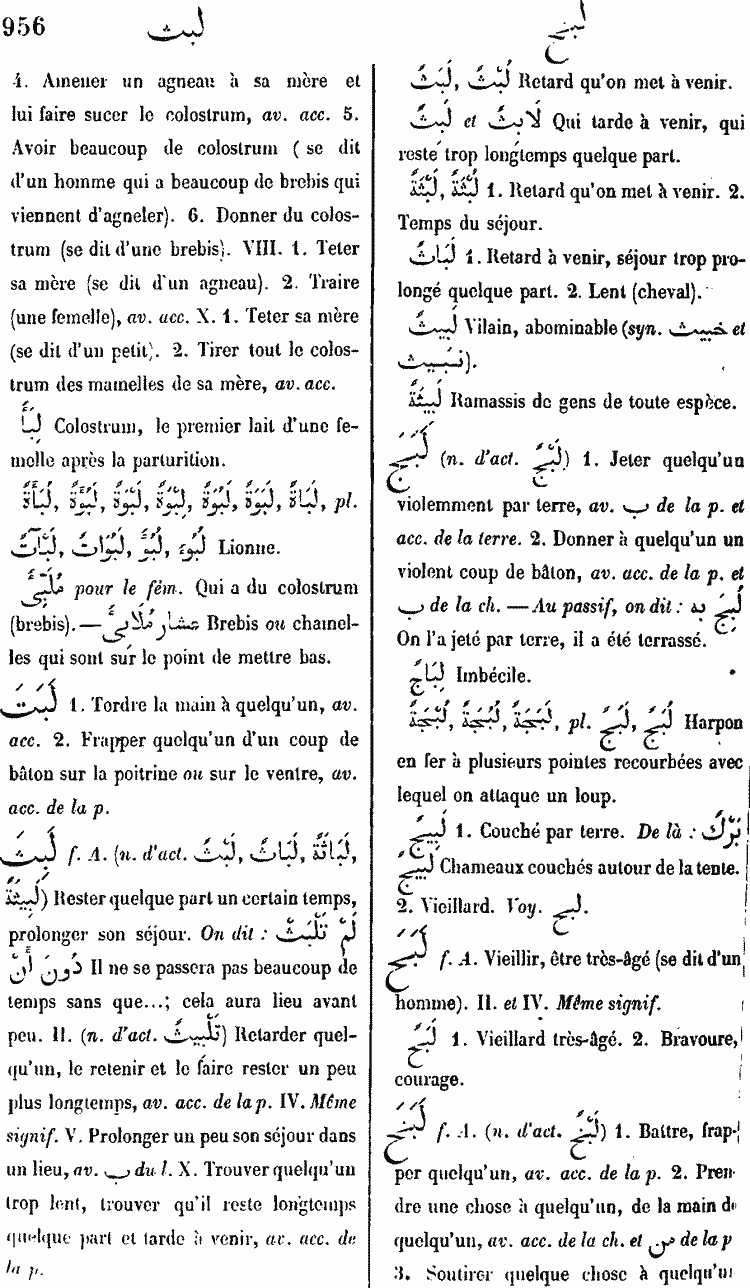 956
لبث
لبخ
4. Amener un agneau à sa mère et
lui faire sucer le colostrum, av. acc. 5.
Avoir beaucoup de colostrum ( se dit
d'un homme qui a beaucoup de brebis qui
viennent d'agneler). 6. Donner du colos-
trum (se dit d'une brebis). VIII. 1. Teter
sa mère (se dit d'un agneau). 2. Traire
(une femelle), av. acc. X. 1. Teter sa mère
(se dit d'un petit). 2. Tirer tout le colos-
trum des mamelles de sa mère, av. acc.
لِبَأٌ Colostrum, le premier lait d'une fe-
melle après la parturition.
pl.
Lionne.
مُلْبِئٌ pour le fém. Qui a du colostrum
(brebis). — عشار مُلَابِئُ Brebis ou chamel-
les qui sont sur le point de mettre bas.
لَبَتَ 1. Tordre la main à quelqu'un, av.
acc. 2. Frapper quelqu'un d'un coup de
bâton sur la poitrine ou sur le ventre, av.
acc. de la p.
لَبِثَ f. A. (n. d'act. لَبْثٌ, لَبَاثٌ, لَبَاثَةٌ,
لَبِيثَةٌ) Rester quelque part un certain temps,
prolonger son séjour. On dit : لَمْ تَلْبَثْ
دُونَ أَنْ Il ne se passera pas beaucoup de
temps sans que...; cela aura lieu avant
peu. II. (n. d'act. تَلْبِيثٌ) Retarder quel-
qu'un, le retenir et le faire rester un peu
plus longtemps, av. acc. de la p. IV. Même
signif. V. Prolonger un peu son séjour dans
un lieu, av. ب du l. X. Trouver quelqu'un
trop lent, trouver qu'il reste longtemps
quelque part et tarde à venir, av. acc. de
la p.
لُبْثٌ, لَبَثٌ Retard qu'on met à venir.
لَابِثٌ et لَبِثٌ Qui tarde à venir, qui
reste trop longtemps quelque part.
لَبْثَةٌ, لُبْثَةٌ 1. Retard qu'on met à venir. 2.
Temps du séjour.
لَبَاثٌ 1. Retard à venir, séjour trop pro-
longé quelque part. 2. Lent (cheval).
لَبِيثٌ Vilain, abominable (syn. خبيث et
).
لَبِيثَةٌ Ramassis de gens de toute espèce.
لَبَجَ (n. d'act. لَبْجٌ) 1. Jeter quelqu'un
violemment par terre, av. ب de la p. et
acc. de la terre. 2. Donner à quelqu'un un
violent coup de bâton, av. acc. de la p. et
ب de la ch. — Au passif, on dit : لُبِجَ به
On l'a jeté par terre, il a été terrassé.
لِبَاجٌ Imbécile.
لَبَجَةٌ, لُبَجَةٌ, لَبْجَةٌ, لُبْجَةٌ, pl. لَبَجٌ, لُبَجٌ Harpon
en fer à plusieurs pointes recourbées avec
lequel on attaque un loup.
لَبِيجٌ 1. Couché par terre. De là : بَرْكٌ
لَبِيجٌ Chameaux couchés autour de la tente.
2. Vieillard. Voy. لبح.
لَبَحَ f. A. Vieillir, être très-âgé (se dit d'un
homme). II. et IV. Même signif.
لَبَحٌ 1. Vieillard très-âgé. 2. Bravoure,
courage.
لَبَخَ f. A. (n. d'act. لَبْخٌ) 1. Battre, frap-
per quelqu'un, av. acc. de la p. 2. Pren-
dre une chose à quelqu'un, de la main de
quelqu'un, av. acc. de la ch. et من de la p
3. Soutirer quelque chose à quelqu'un